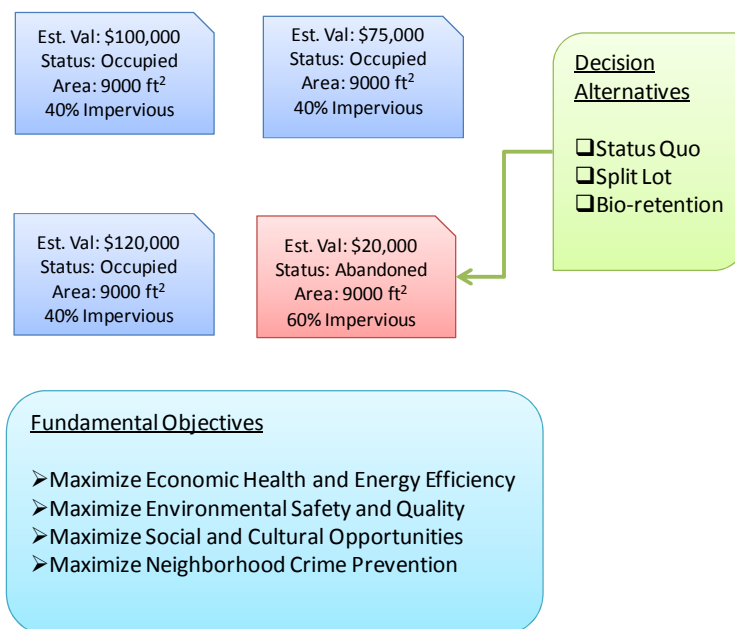 Est. Val: $100,000
Status: Occupied
Area: 9000 ft²
40% Impervious
Est. Val: $75,000
Status: Occupied
Area: 9000 ft²
40% Impervious
Decision
Alternatives
❑Status Quo
❑Split Lot
❑Bio-retention
Est. Val: $120,000
Status: Occupied
Area: 9000 ft²
40% Impervious
Est. Val: $20,000
Status: Abandoned
Area: 9000 ft²
60% Impervious
Fundamental Objectives
➢Maximize Economic Health and Energy Efficiency
➢Maximize Environmental Safety and Quality
➢Maximize Social and Cultural Opportunities
➢Maximize Neighborhood Crime Prevention